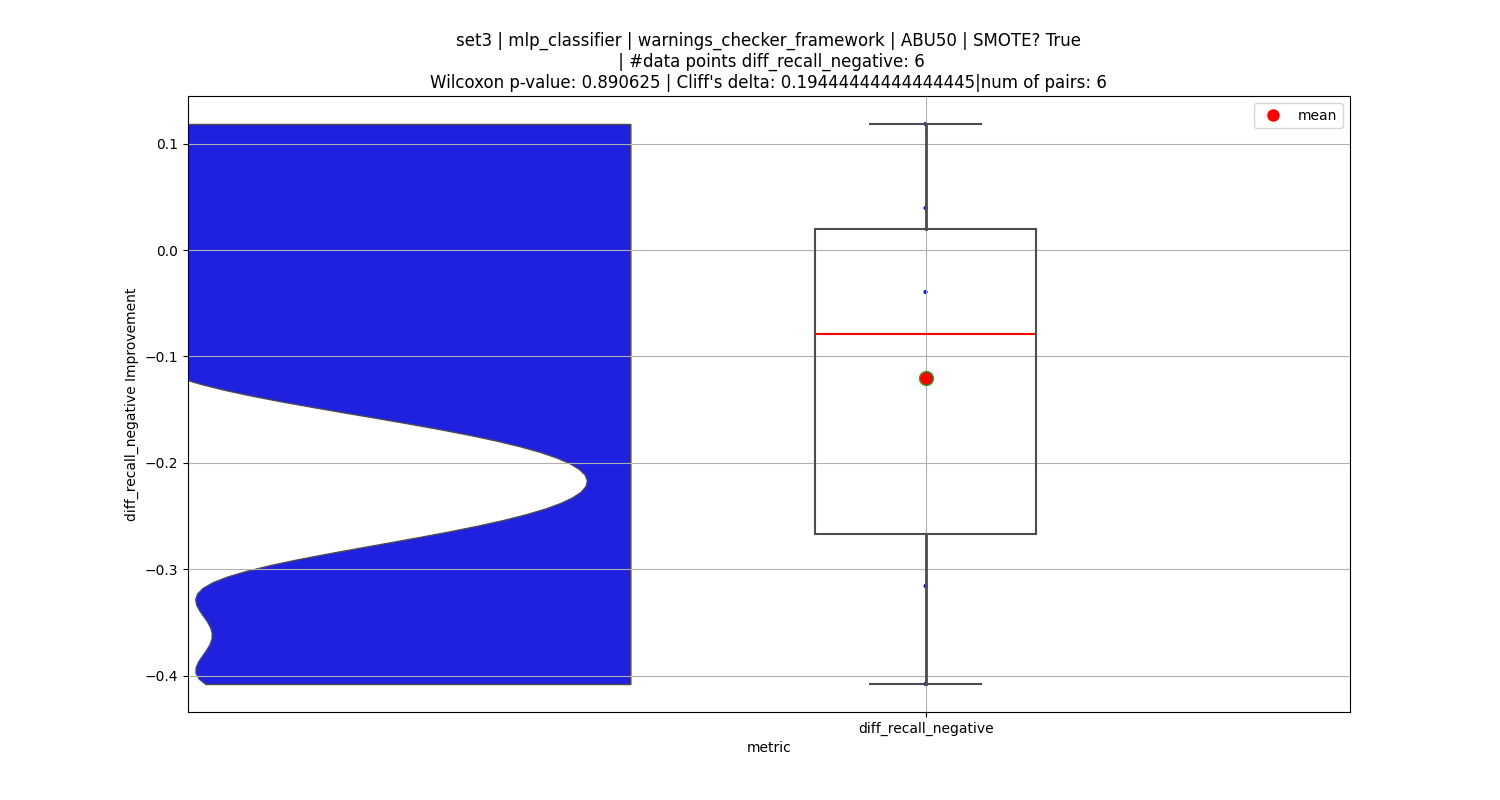 set3 | mlp_classifier | warnings_checker_framework | ABU50 | SMOTE? True
| #data points diff_recall_negative: 6
Wilcoxon p-value: 0.890625 | Cliff's delta: 0.19444444444444445|num of pairs: 6
mean
0.1
0.0
−0.1
−0.2
−0.3
−0.4
diff_recall_negative Improvement
diff_recall_negative
metric